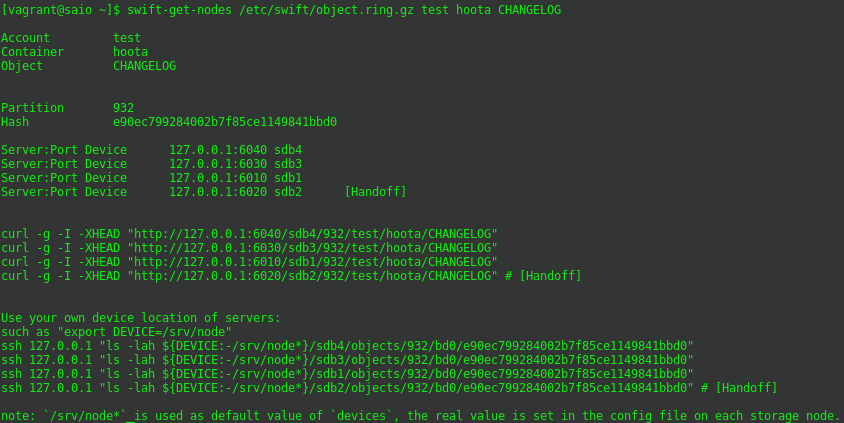 [vagrant@saio ~]$ swift-get-nodes /etc/swift/object.ring.gz test hoota CHANGELOG
Account         test
Container       hoota
Object          CHANGELOG
Partition       932
Hash            e90ec799284002b7f85ce1149841bbd0
Server:Port Device      127.0.0.1:6040 sdb4
Server:Port Device      127.0.0.1:6030 sdb3
Server:Port Device      127.0.0.1:6010 sdb1
Server:Port Device      127.0.0.1:6020 sdb2      [Handoff]
curl -g -I -XHEAD "http://127.0.0.1:6040/sdb4/932/test/hoota/CHANGELOG"
curl -g -I -XHEAD "http://127.0.0.1:6030/sdb3/932/test/hoota/CHANGELOG"
curl -g -I -XHEAD "http://127.0.0.1:6010/sdb1/932/test/hoota/CHANGELOG"
curl -g -I -XHEAD "http://127.0.0.1:6020/sdb2/932/test/hoota/CHANGELOG" # [Handoff]
Use your own device location of servers:
such as "export DEVICE=/srv/node"
ssh 127.0.0.1 "ls -lah ${DEVICE:-/srv/node*}/sdb4/objects/932/bd0/e90ec799284002b7f85ce1149841bbd0"
ssh 127.0.0.1 "ls -lah ${DEVICE:-/srv/node*}/sdb3/objects/932/bd0/e90ec799284002b7f85ce1149841bbd0"
ssh 127.0.0.1 "ls -lah ${DEVICE:-/srv/node*}/sdb1/objects/932/bd0/e90ec799284002b7f85ce1149841bbd0"
ssh 127.0.0.1 "ls -lah ${DEVICE:-/srv/node*}/sdb2/objects/932/bd0/e90ec799284002b7f85ce1149841bbd0" # [Handoff]
note: `/srv/node*` is used as default value of `devices`, the real value is set in the config file on each storage node.